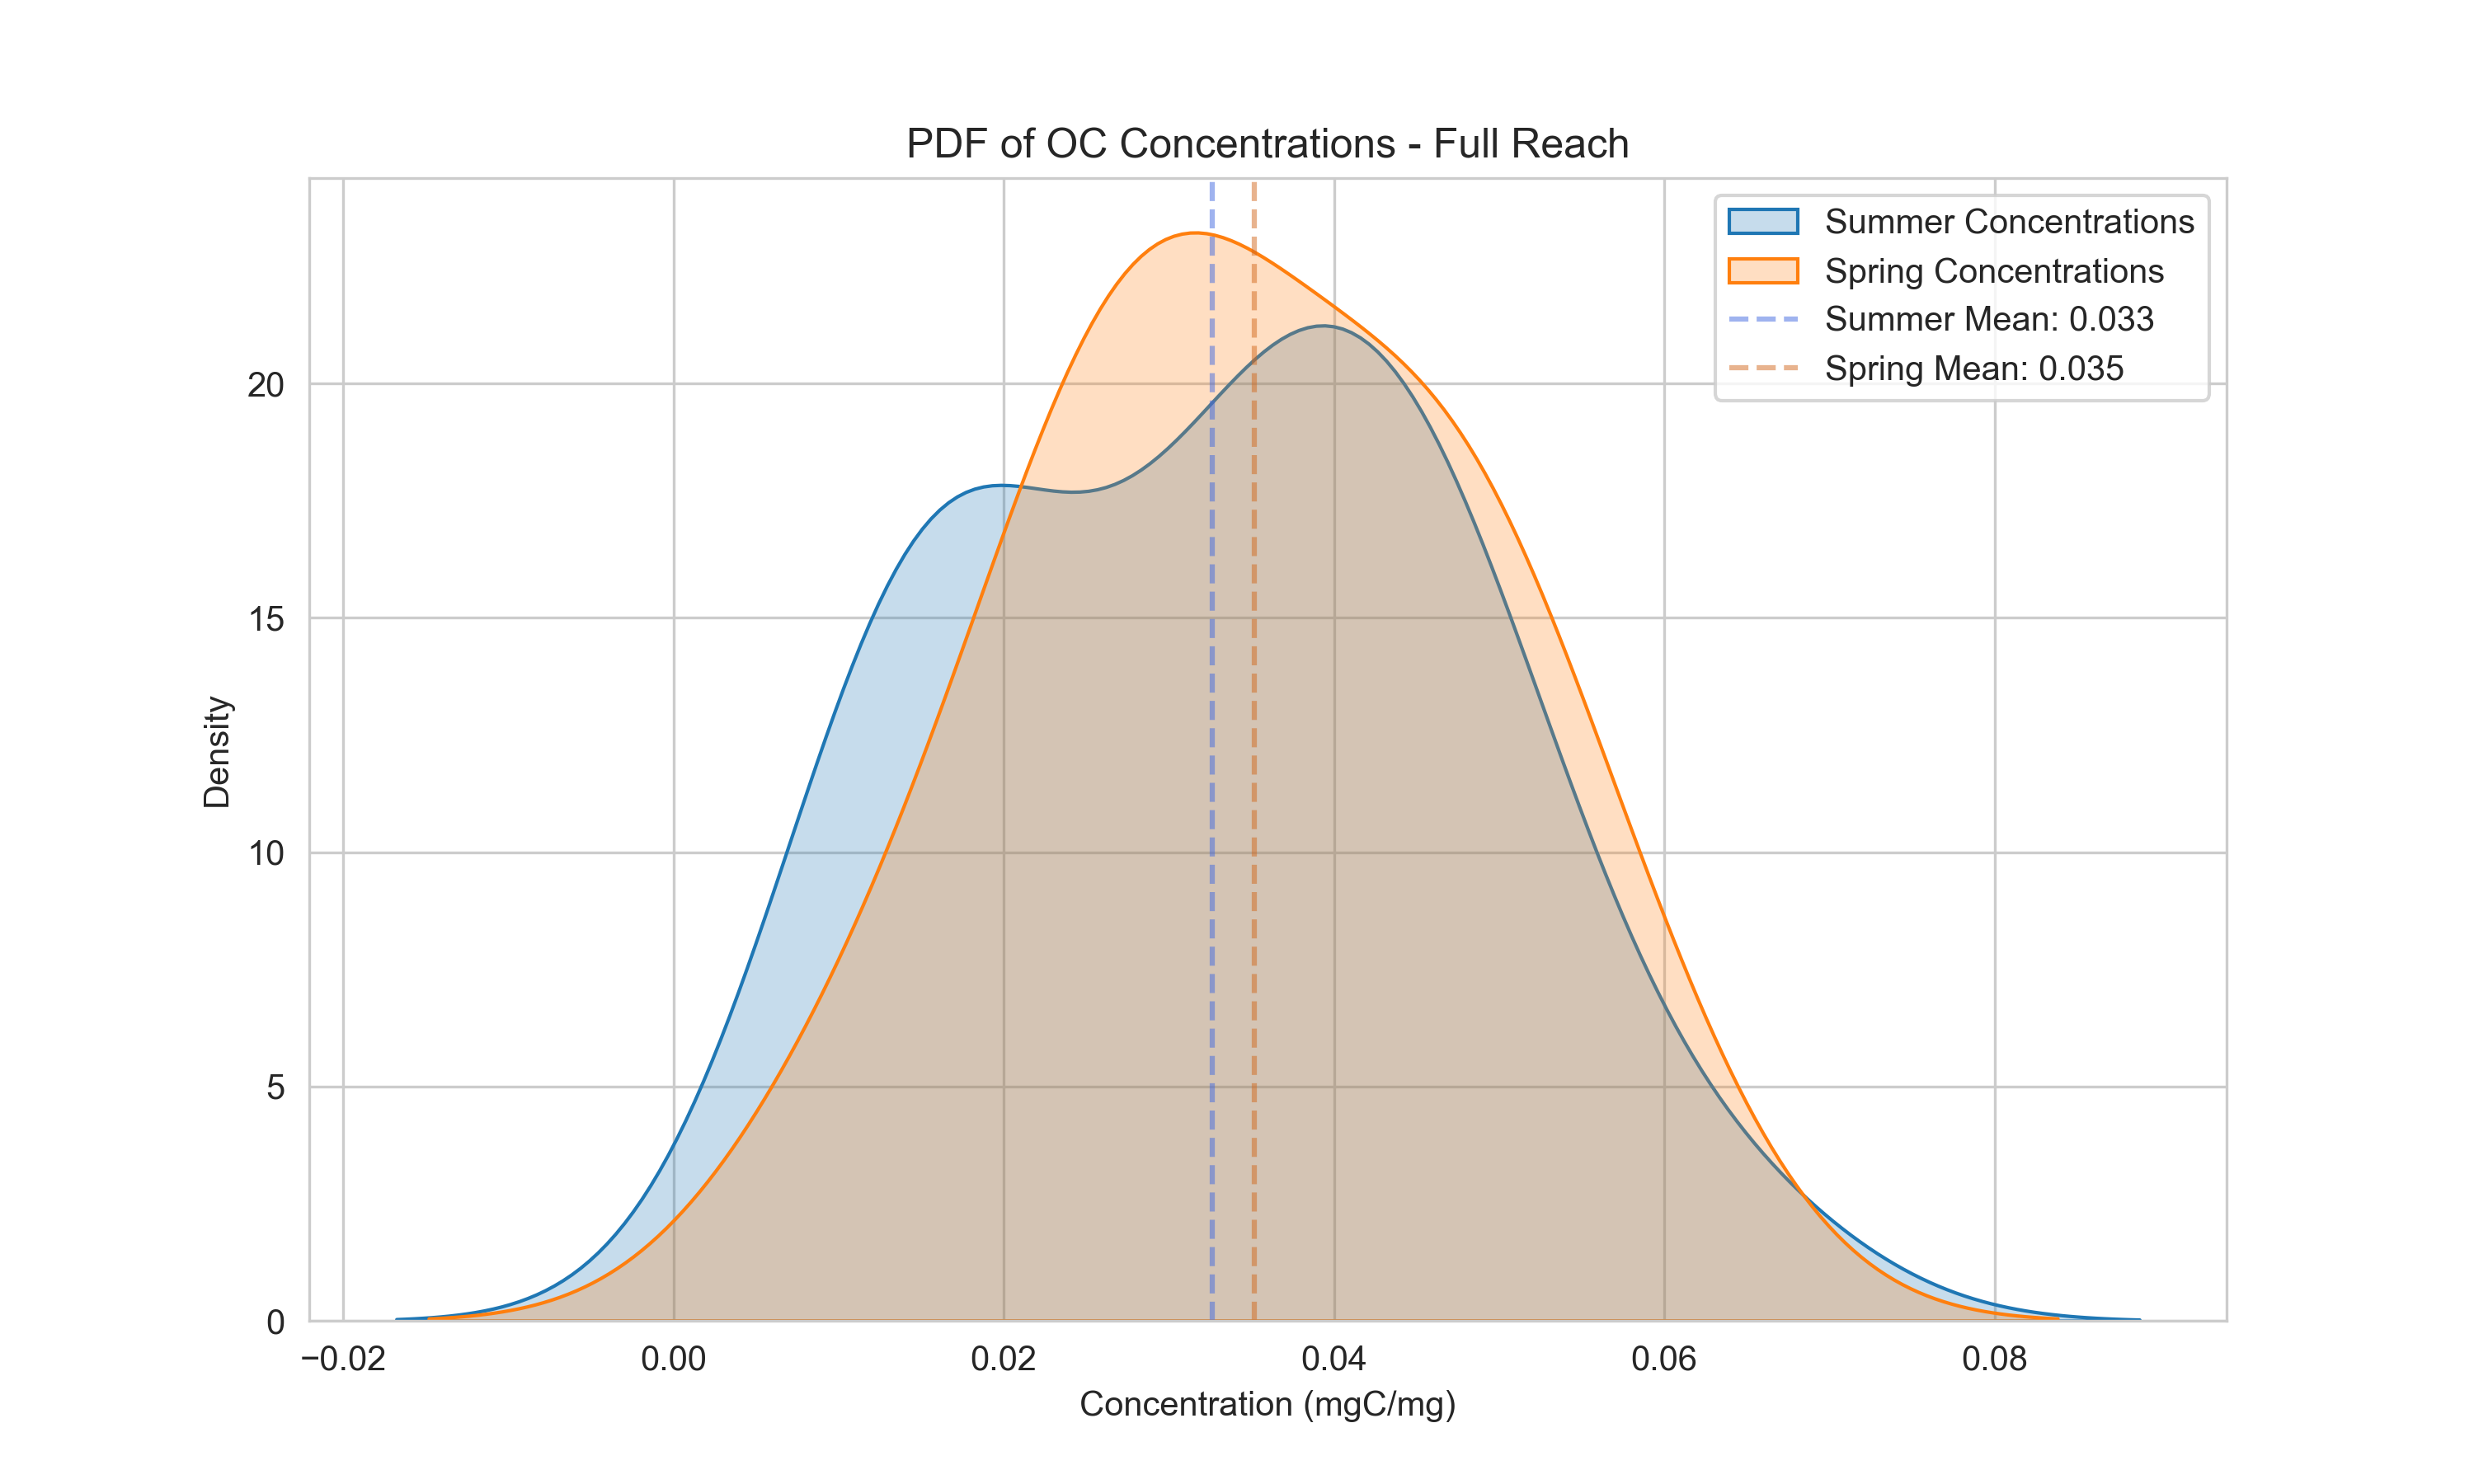 PDF of OC Concentrations - Full Reach
Summer Concentrations
Spring Concentrations
Summer Mean: 0.033
Spring Mean: 0.035
20
15
10
5
0
Density
−0.02 0.00 0.02 0.04 0.06 0.08
Concentration (mgC/mg)